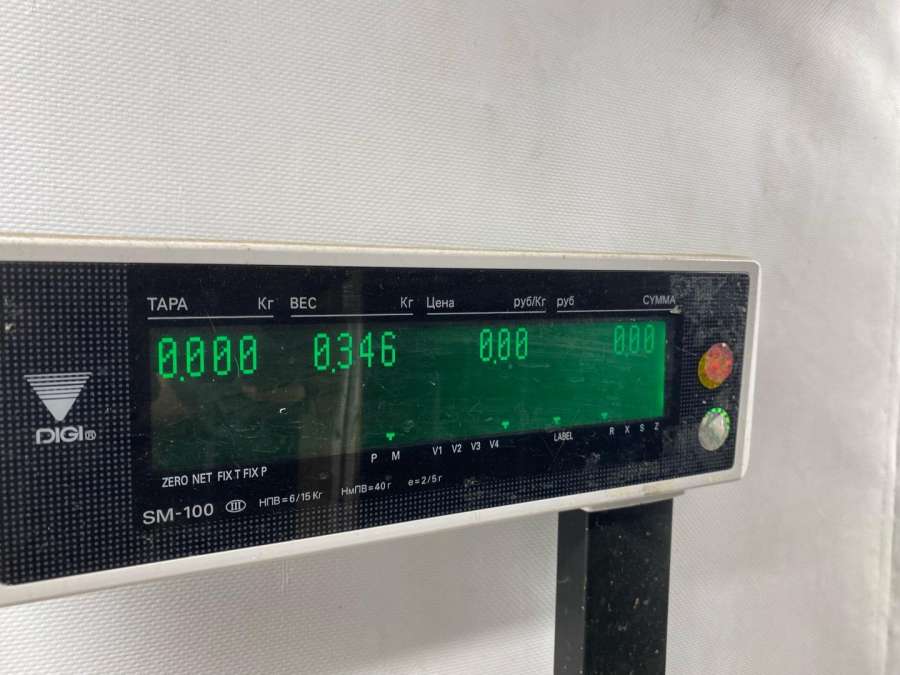 ТАРА Кг ВЕС Кг Цена руб/Кг руб СУММА
0.000 0.346 0.00 0.00
DIGI®
P M V1 V2 V3 V4 LABEL R X S Z
ZERO NET FIX T FIX P
SM-100 III НПВ=6/15 Кг НмПВ=40 г e=2/5 г